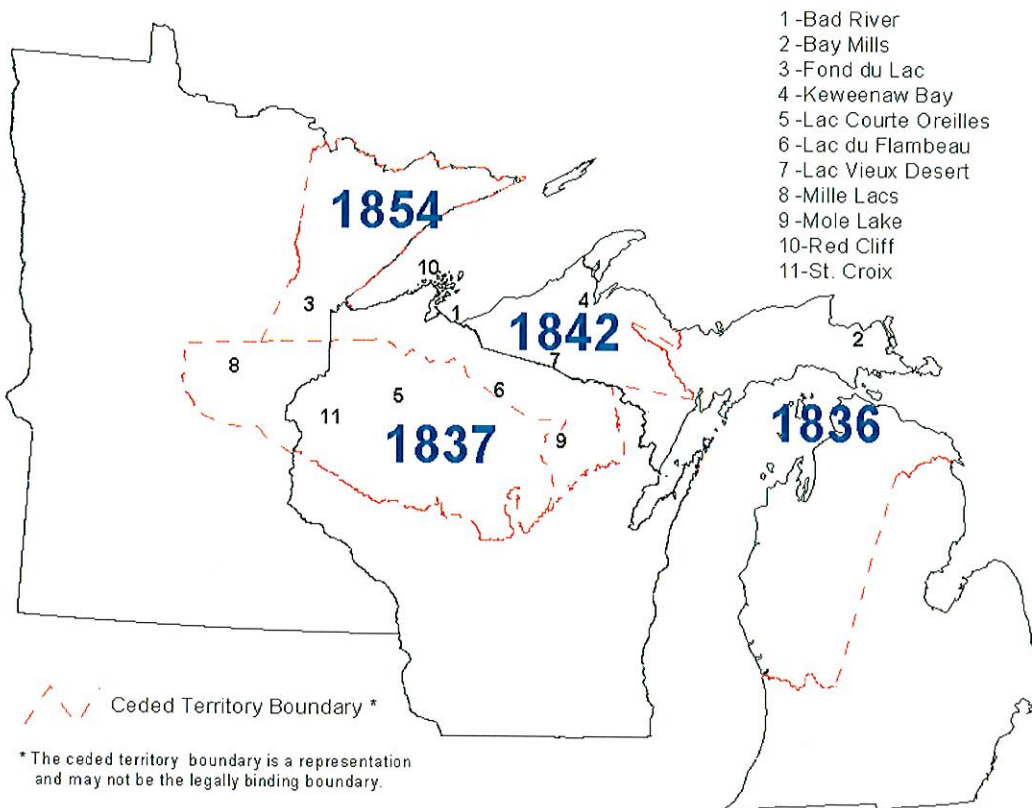 1 -Bad River
2 -Bay Mills
3 -Fond du Lac
4 -Keweenaw Bay
5 -Lac Courte Oreilles
6 -Lac du Flambeau
7 -Lac Vieux Desert
8 -Mille Lacs
9 -Mole Lake
10-Red Cliff
11-St. Croix
1854
10
3
1
4
1842
2
7
8
5
6
11
1837
9
1836
Ceded Territory Boundary *
* The ceded territory boundary is a representation
and may not be the legally binding boundary.